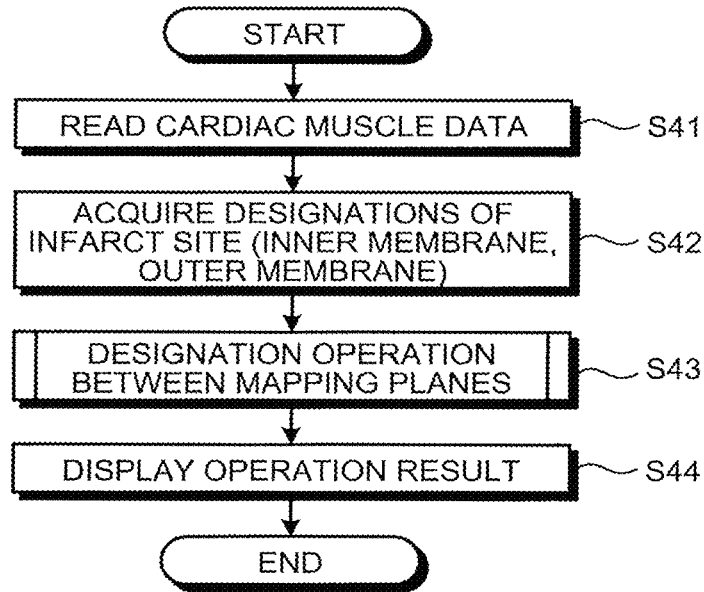 START
READ CARDIAC MUSCLE DATA
S41
ACQUIRE DESIGNATIONS OF
INFARCT SITE (INNER MEMBRANE,
OUTER MEMBRANE)
S42
DESIGNATION OPERATION
BETWEEN MAPPING PLANES
S43
DISPLAY OPERATION RESULT
S44
END